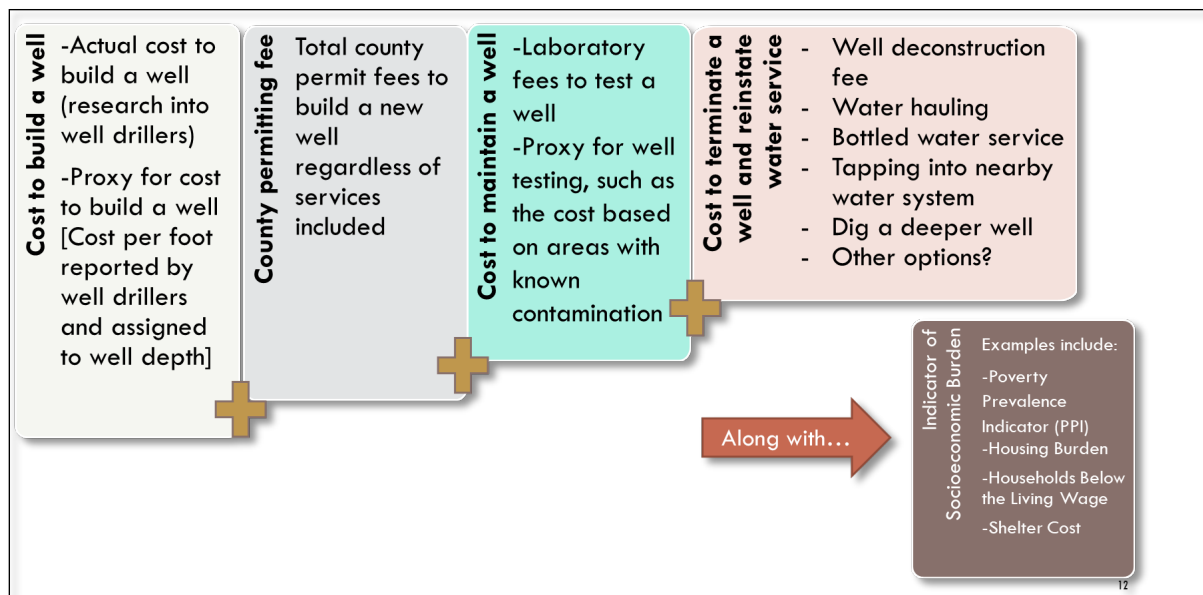 Cost to build a well
-Actual cost to
build a well
(research into
well drillers)
-Proxy for cost
to build a well
[Cost per foot
reported by
well drillers
and assigned
to well depth]
County permitting fee
Total county
permit fees to
build a new
well
regardless of
services
included
Cost to maintain a well
-Laboratory
fees to test a
well
-Proxy for well
testing, such as
the cost based
on areas with
known
contamination
Cost to terminate a
well and reinstate
water service
- Well deconstruction
fee
- Water hauling
- Bottled water service
- Tapping into nearby
water system
- Dig a deeper well
- Other options?
Along with...
Indicator of
Socioeconomic Burden
Examples include:
-Poverty
Prevalence
Indicator (PPI)
-Housing Burden
-Households Below
the Living Wage
-Shelter Cost
12